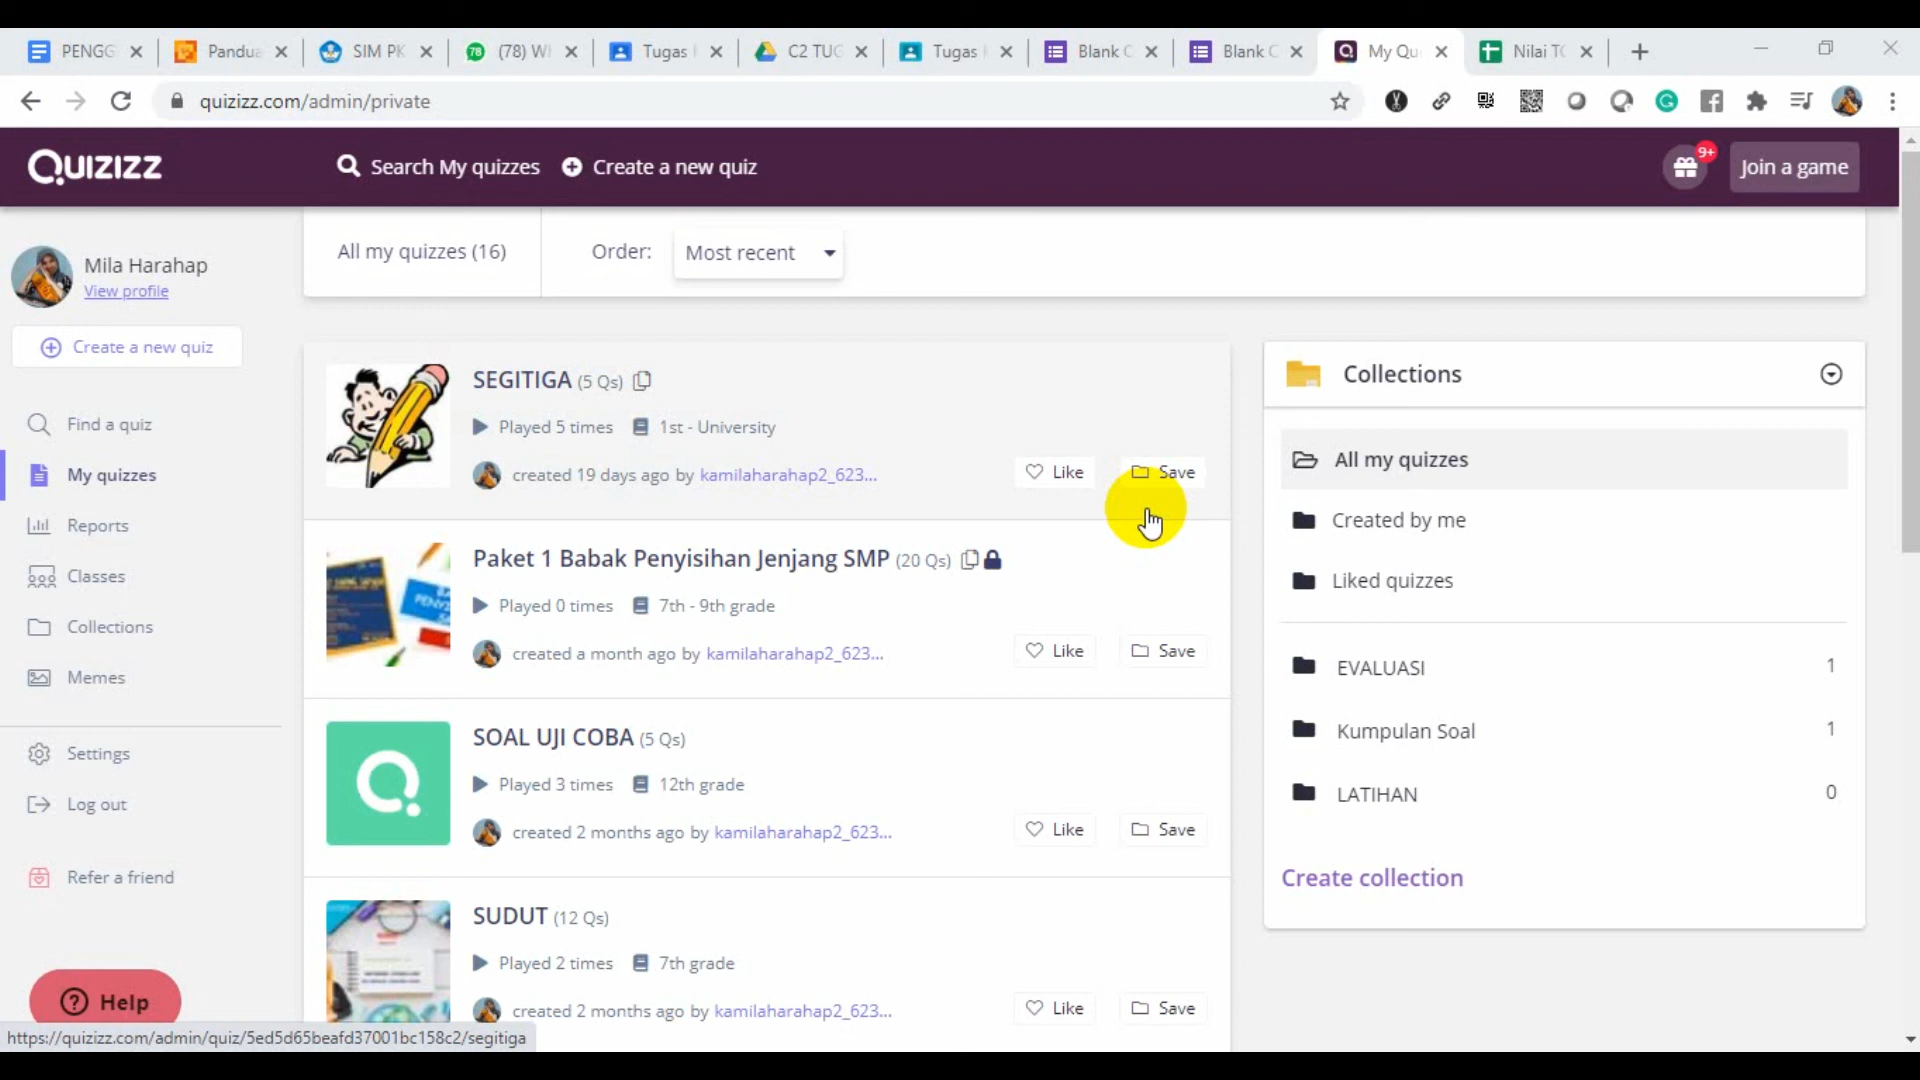 PENGG
Pandua
SIM PK
(78) W
Tugas
C2 TUG
Tugas
Blank
Blank
My Qu
Nilai T
quizizz.com/admin/private
QUIZIZZ
Search My quizzes
Create a new quiz
9+
Join a game
All my quizzes (16)
Order:
Most recent
Mila Harahap
View profile
Create a new quiz
Find a quiz
My quizzes
Reports
Classes
Collections
Memes
Settings
Log out
Refer a friend
Help
SEGITIGA (5 Qs)
Played 5 times 1st - University
created 19 days ago by kamilaharahap2_623...
Like Save
Paket 1 Babak Penyisihan Jenjang SMP (20 Qs)
Played 0 times 7th - 9th grade
created a month ago by kamilaharahap2_623...
Like Save
SOAL UJI COBA (5 Qs)
Played 3 times 12th grade
created 2 months ago by kamilaharahap2_623...
Like Save
SUDUT (12 Qs)
Played 2 times 7th grade
created 2 months ago by kamilaharahap2_623...
Like Save
Collections
All my quizzes
Created by me
Liked quizzes
EVALUASI 1
Kumpulan Soal 1
LATIHAN 0
Create collection
https://quizizz.com/admin/quiz/5ed5d65beafd37001bc158c2/segitiga